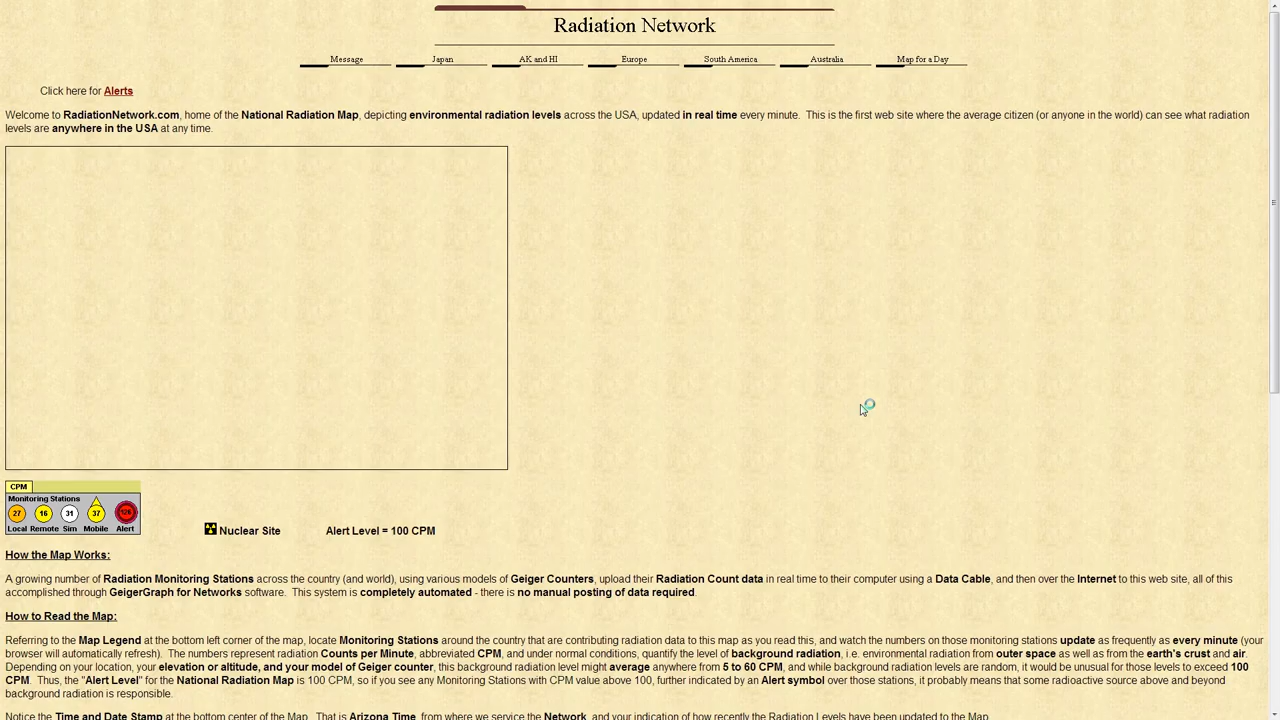 Radiation Network
Message Japan AK and HI Europe South America Australia Map for a Day
Click here for Alerts
Welcome to RadiationNetwork.com, home of the National Radiation Map, depicting environmental radiation levels across the USA, updated in real time every minute. This is the first web site where the average citizen (or anyone in the world) can see what radiation
levels are anywhere in the USA at any time.
CPM
Monitoring Stations
27 16 31 37 126
Local Remote Sim Mobile Alert
Nuclear Site Alert Level = 100 CPM
How the Map Works:
A growing number of Radiation Monitoring Stations across the country (and world), using various models of Geiger Counters, upload their Radiation Count data in real time to their computer using a Data Cable, and then over the Internet to this web site, all of this
accomplished through GeigerGraph for Networks software. This system is completely automated - there is no manual posting of data required.
How to Read the Map:
Referring to the Map Legend at the bottom left corner of the map, locate Monitoring Stations around the country that are contributing radiation data to this map as you read this, and watch the numbers on those monitoring stations update as frequently as every minute (your
browser will automatically refresh). The numbers represent radiation Counts per Minute, abbreviated CPM, and under normal conditions, quantify the level of background radiation, i.e. environmental radiation from outer space as well as from the earth's crust and air.
Depending on your location, your elevation or altitude, and your model of Geiger counter, this background radiation level might average anywhere from 5 to 60 CPM, and while background radiation levels are random, it would be unusual for those levels to exceed 100
CPM. Thus, the "Alert Level" for the National Radiation Map is 100 CPM, so if you see any Monitoring Stations with CPM value above 100, further indicated by an Alert symbol over those stations, it probably means that some radioactive source above and beyond
background radiation is responsible.
Notice the Time and Date Stamp at the bottom center of the Map. That is Arizona Time, from where we service the Network, and your indication of how recently the Radiation Levels have been updated to the Map.